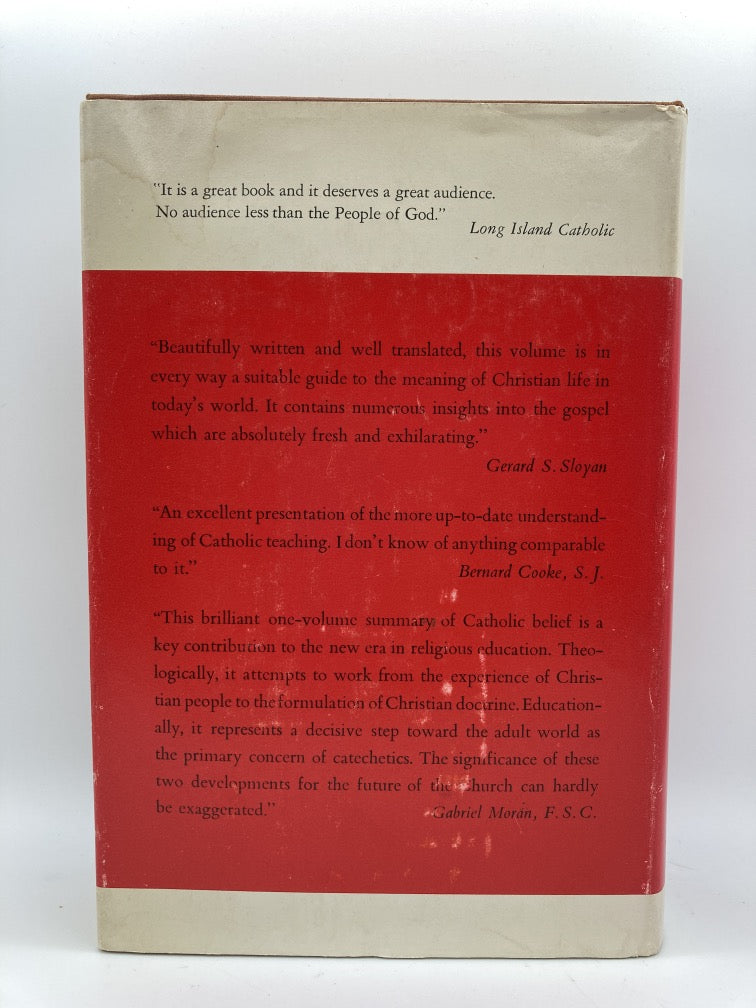 "It is a great book and it deserves a great audience.
No audience less than the People of God."
Long Island Catholic
"Beautifully written and well translated, this volume is in
every way a suitable guide to the meaning of Christian life in
today's world. It contains numerous insights into the gospel
which are absolutely fresh and exhilarating."
Gerard S. Sloyan
"An excellent presentation of the more up-to-date understand-
ing of Catholic teaching. I don't know of anything comparable
to it." Bernard Cooke, S. J.
"This brilliant one-volume summary of Catholic belief is a
key contribution to the new era in religious education. Theo-
logically, it attempts to work from the experience of Chris-
tian people to the formulation of Christian doctrine. Education-
ally, it represents a decisive step toward the adult world as
the primary concern of catechetics. The significance of these
two developments for the future of the Church can hardly
be exaggerated." Gabriel Moran, F. S. C.